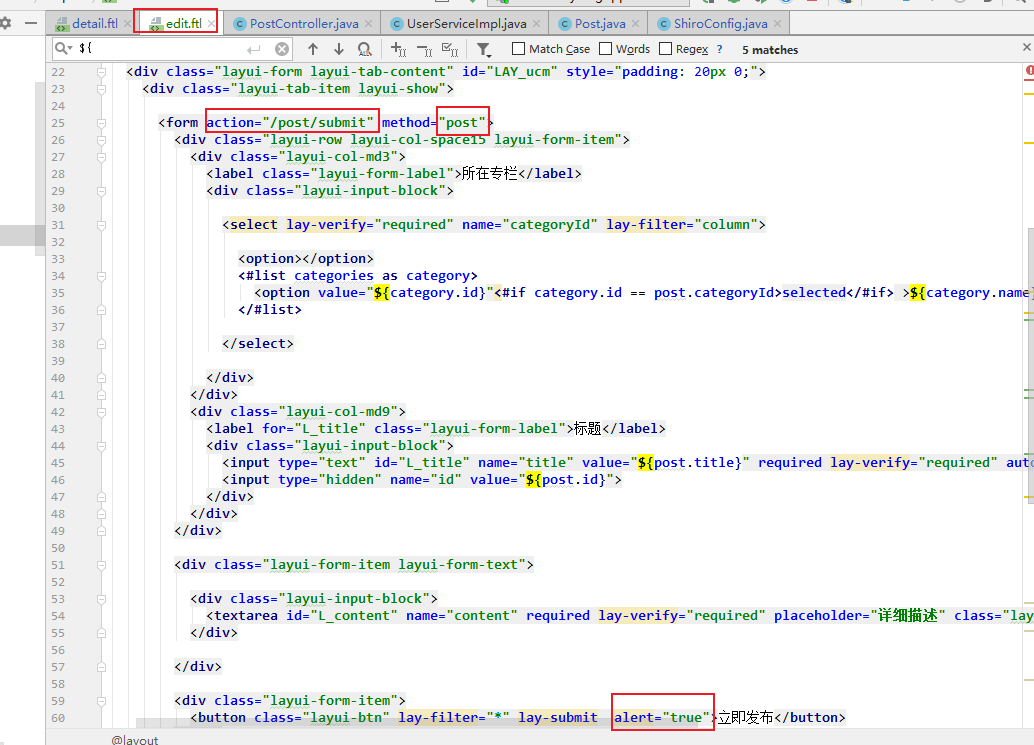 detail.ftl edit.ftl PostController.java UserServiceImpl.java Post.java ShiroConfig.java
${ Match Case Words Regex ? 5 matches
22 <div class="layui-form layui-tab-content" id="LAY_ucm" style="padding: 20px 0;">
23 <div class="layui-tab-item layui-show">
24
25 <form action="/post/submit" method="post">
26 <div class="layui-row layui-col-space15 layui-form-item">
27 <div class="layui-col-md3">
28 <label class="layui-form-label">所在专栏</label>
29 <div class="layui-input-block">
30
31 <select lay-verify="required" name="categoryId" lay-filter="column">
32
33 <option></option>
34 <#list categories as category>
35 <option value="${category.id}"<#if category.id == post.categoryId>selected</#if> >${category.name
36 </#list>
37
38 </select>
39
40 </div>
41 </div>
42 <div class="layui-col-md9">
43 <label for="L_title" class="layui-form-label">标题</label>
44 <div class="layui-input-block">
45 <input type="text" id="L_title" name="title" value="${post.title}" required lay-verify="required" aut
46 <input type="hidden" name="id" value="${post.id}">
47 </div>
48 </div>
49 </div>
50
51 <div class="layui-form-item layui-form-text">
52
53 <div class="layui-input-block">
54 <textarea id="L_content" name="content" required lay-verify="required" placeholder="详细描述" class="lay
55 </div>
56
57 </div>
58
59 <div class="layui-form-item">
60 <button class="layui-btn" lay-filter="*" lay-submit alert="true">立即发布</button>
@layout